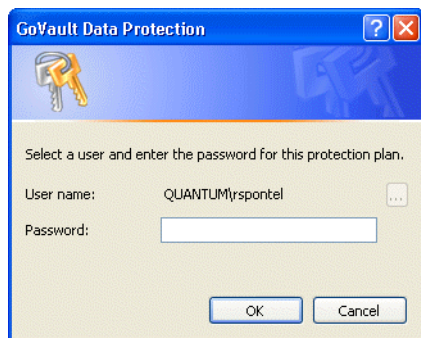 GoVault Data Protection
Select a user and enter the password for this protection plan.
User name: QUANTUM\rspontel ...
Password:
OK Cancel